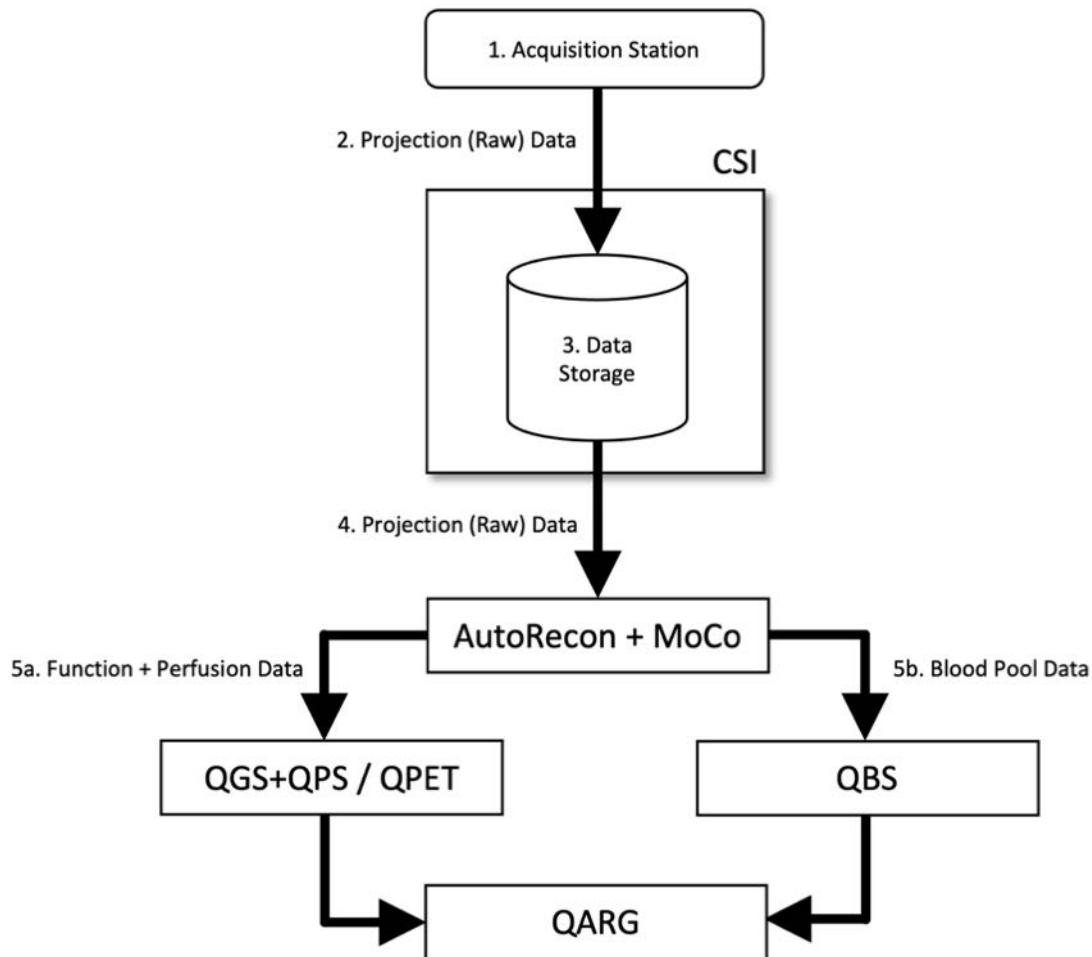 1. Acquisition Station
2. Projection (Raw) Data
CSI
3. Data
Storage
4. Projection (Raw) Data
AutoRecon + MoCo
5a. Function + Perfusion Data
5b. Blood Pool Data
QGS+QPS / QPET
QBS
QARG